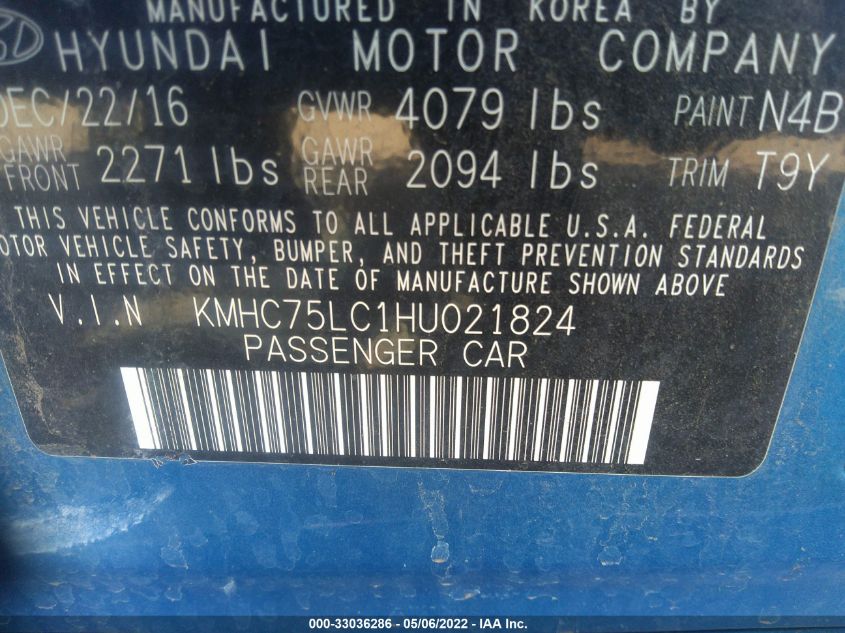 MANUFACTURED IN KOREA BY
HYUNDAI MOTOR COMPANY
DEC/22/16 GVWR 4079 lbs PAINT N4B
GAWR FRONT 2271 lbs GAWR REAR 2094 lbs TRIM T9Y
THIS VEHICLE CONFORMS TO ALL APPLICABLE U.S.A. FEDERAL
MOTOR VEHICLE SAFETY, BUMPER, AND THEFT PREVENTION STANDARDS
IN EFFECT ON THE DATE OF MANUFACTURE SHOWN ABOVE
V.I.N KMHC75LC1HU021824
PASSENGER CAR
000-33036286 - 05/06/2022 - IAA Inc.